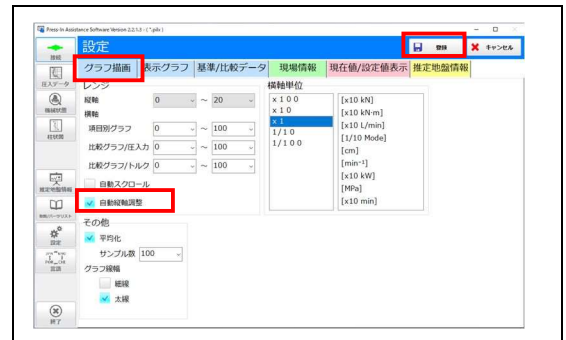 Press-In Assistance Software Version 2.2.1.2 - ( *.pilx )
設定
登録
キャンセル
接続
圧入データ
機械状態
杭状態
推定地盤情報
設定
言語
終了
グラフ描画
表示グラフ
基準/比較データ
現場情報
現在値/設定値表示
推定地盤情報
レンジ
縦軸 0 ～ 20
横軸
項目別グラフ 0 ～ 100
比較グラフ/圧入力 0 ～ 100
比較グラフ/トルク 0 ～ 100
自動スクロール
自動縦軸調整
横軸単位
x 1 0 0
x 1 0
x 1
1 / 1 0
1 / 1 0 0
[x10 kN]
[x10 kN·m]
[x10 L/min]
[1/10 Mode]
[cm]
[min⁻¹]
[x10 kW]
[MPa]
[x10 min]
その他
平均化
サンプル数 100
グラフ線幅
細線
太線